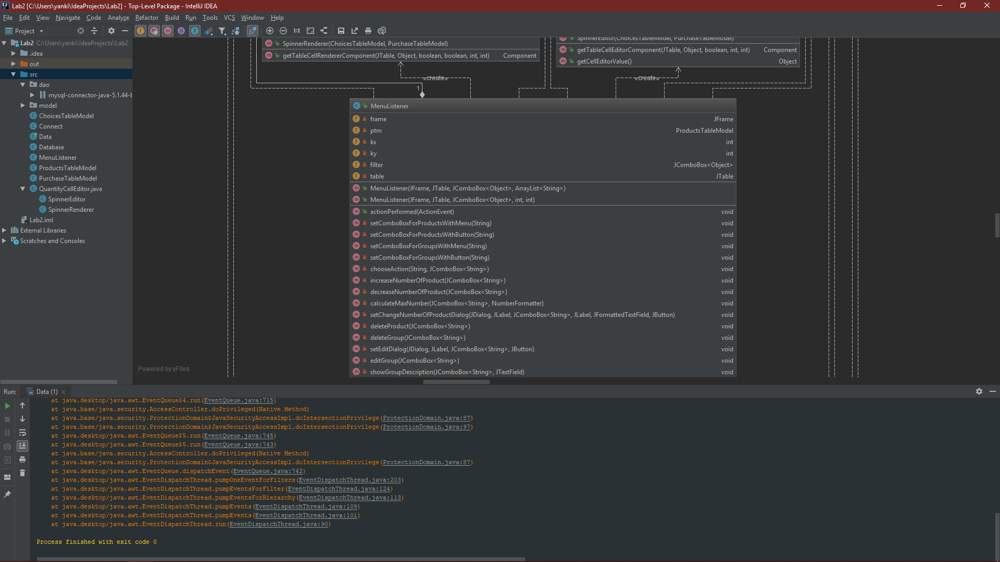 Lab2 [C:\Users\yanki\IdeaProjects\Lab2] - Top-Level Package - IntelliJ IDEA
File Edit View Navigate Code Analyze Refactor Build Run Tools VCS Window Help
Project
1:1
Lab2 C:\Users\yanki\IdeaProjects\Lab2
.idea
out
src
dao
mysql-connector-java-5.1.44-b
model
ChoicesTableModel
Connect
Data
Database
MenuListener
ProductsTableModel
PurchaseTableModel
QuantityCellEditor.java
SpinnerEditor
SpinnerRenderer
Lab2.iml
External Libraries
Scratches and Consoles
SpinnerRenderer(ChoicesTableModel, PurchaseTableModel)
getTableCellRendererComponent(JTable, Object, boolean, boolean, int, int) Component
SpinnerEditor(ChoicesTableModel, PurchaseTableModel)
getTableCellEditorComponent(JTable, Object, boolean, int, int) Component
getCellEditorValue() Object
«create»
«create»
1
MenuListener
frame JFrame
ptm ProductsTableModel
kx int
ky int
filter JComboBox<Object>
table JTable
MenuListener(JFrame, JTable, JComboBox<Object>, ArrayList<String>)
MenuListener(JFrame, JTable, JComboBox<Object>, int, int)
actionPerformed(ActionEvent) void
setComboBoxForProductsWithMenu(String) void
setComboBoxForProductsWithButton(String) void
setComboBoxForGroupsWithMenu(String) void
setComboBoxForGroupsWithButton(String) void
chooseAction(String, JComboBox<String>) void
increaseNumberOfProduct(JComboBox<String>) void
decreaseNumberOfProduct(JComboBox<String>) void
calculateMaxNumber(JComboBox<String>, NumberFormatter) void
setChangeNumberOfProductDialog(JDialog, JLabel, JComboBox<String>, JLabel, JFormattedTextField, JButton) void
deleteProduct(JComboBox<String>) void
deleteGroup(JComboBox<String>) void
setEditDialog(JDialog, JLabel, JComboBox<String>, JButton) void
editGroup(JComboBox<String>) void
showGroupDescription(JComboBox<String>, JTextField) void
Powered by yFiles
Run: Data (1)
at java.desktop/java.awt.EventQueue$4.run(EventQueue.java:715)
at java.base/java.security.AccessController.doPrivileged(Native Method)
at java.base/java.security.ProtectionDomain$JavaSecurityAccessImpl.doIntersectionPrivilege(ProtectionDomain.java:87)
at java.base/java.security.ProtectionDomain$JavaSecurityAccessImpl.doIntersectionPrivilege(ProtectionDomain.java:97)
at java.desktop/java.awt.EventQueue$5.run(EventQueue.java:745)
at java.desktop/java.awt.EventQueue$5.run(EventQueue.java:743)
at java.base/java.security.AccessController.doPrivileged(Native Method)
at java.base/java.security.ProtectionDomain$JavaSecurityAccessImpl.doIntersectionPrivilege(ProtectionDomain.java:87)
at java.desktop/java.awt.EventQueue.dispatchEvent(EventQueue.java:742)
at java.desktop/java.awt.EventDispatchThread.pumpOneEventForFilters(EventDispatchThread.java:203)
at java.desktop/java.awt.EventDispatchThread.pumpEventsForFilter(EventDispatchThread.java:124)
at java.desktop/java.awt.EventDispatchThread.pumpEventsForHierarchy(EventDispatchThread.java:113)
at java.desktop/java.awt.EventDispatchThread.pumpEvents(EventDispatchThread.java:109)
at java.desktop/java.awt.EventDispatchThread.pumpEvents(EventDispatchThread.java:101)
at java.desktop/java.awt.EventDispatchThread.run(EventDispatchThread.java:90)
Process finished with exit code 0